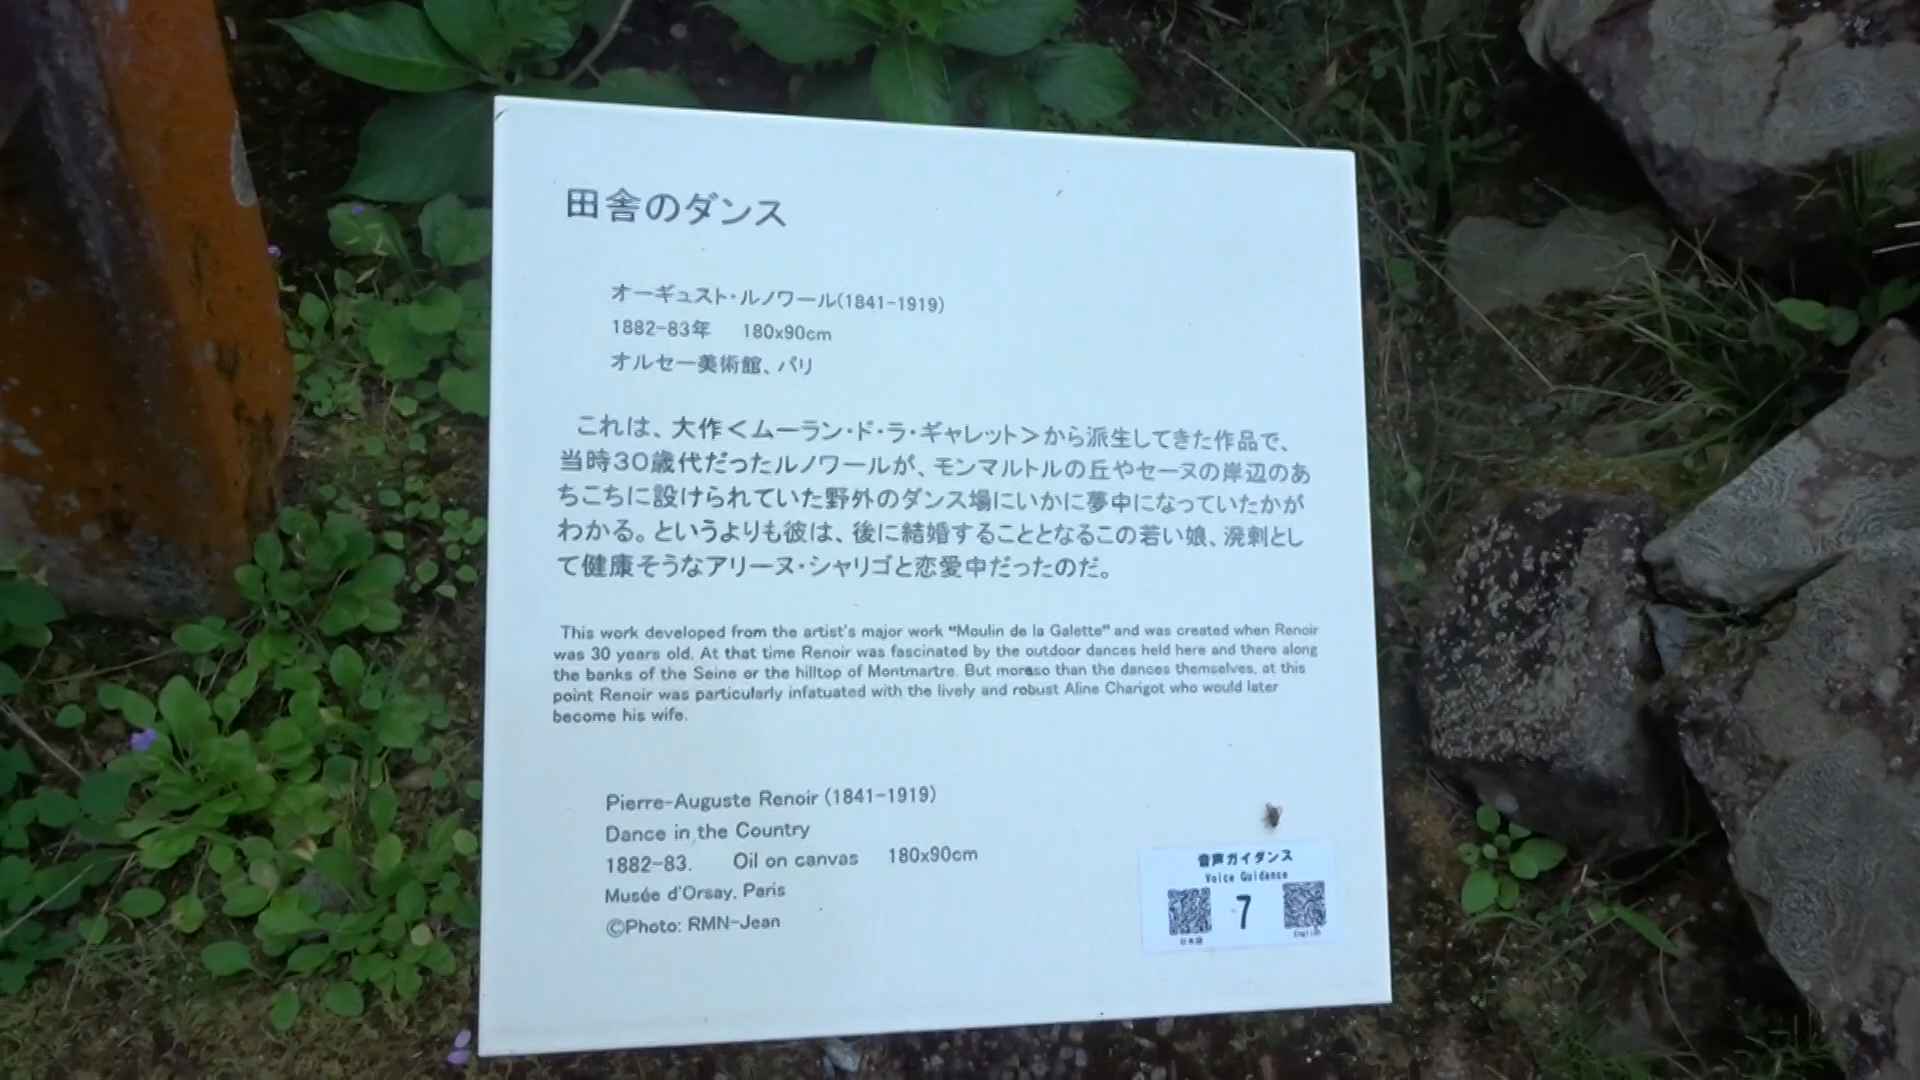 田舎のダンス
オーギュスト・ルノワール(1841-1919)
1882-83年 180x90cm
オルセー美術館、パリ
これは、大作<ムーラン・ド・ラ・ギャレット>から派生してきた作品で、
当時30歳代だったルノワールが、モンマルトルの丘やセーヌの岸辺のあ
ちこちに設けられていた野外のダンス場にいかに夢中になっていたかが
わかる。というよりも彼は、後に結婚することとなるこの若い娘、溌剌とし
て健康そうなアリーヌ・シャリゴと恋愛中だったのだ。
This work developed from the artist's major work "Moulin de la Galette" and was created when Renoir
was 30 years old. At that time Renoir was fascinated by the outdoor dances held here and there along
the banks of the Seine or the hilltop of Montmartre. But moreso than the dances themselves, at this
point Renoir was particularly infatuated with the lively and robust Aline Charigot who would later
become his wife.
Pierre-Auguste Renoir (1841-1919)
Dance in the Country
1882-83. Oil on canvas 180x90cm
Musée d'Orsay, Paris
©Photo: RMN-Jean
音声ガイダンス
Voice Guidance
7
日本語 English